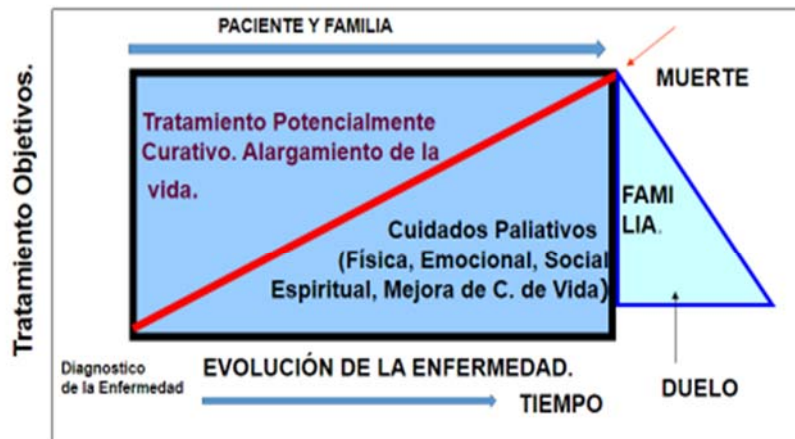 PACIENTE Y FAMILIA
Tratamiento Objetivos.
MUERTE
Tratamiento Potencialmente
Curativo. Alargamiento de la
vida.
FAMI
LIA.
Cuidados Paliativos
(Física, Emocional, Social
Espiritual, Mejora de C. de Vida)
Diagnostico
de la Enfermedad
EVOLUCIÓN DE LA ENFERMEDAD.
TIEMPO
DUELO